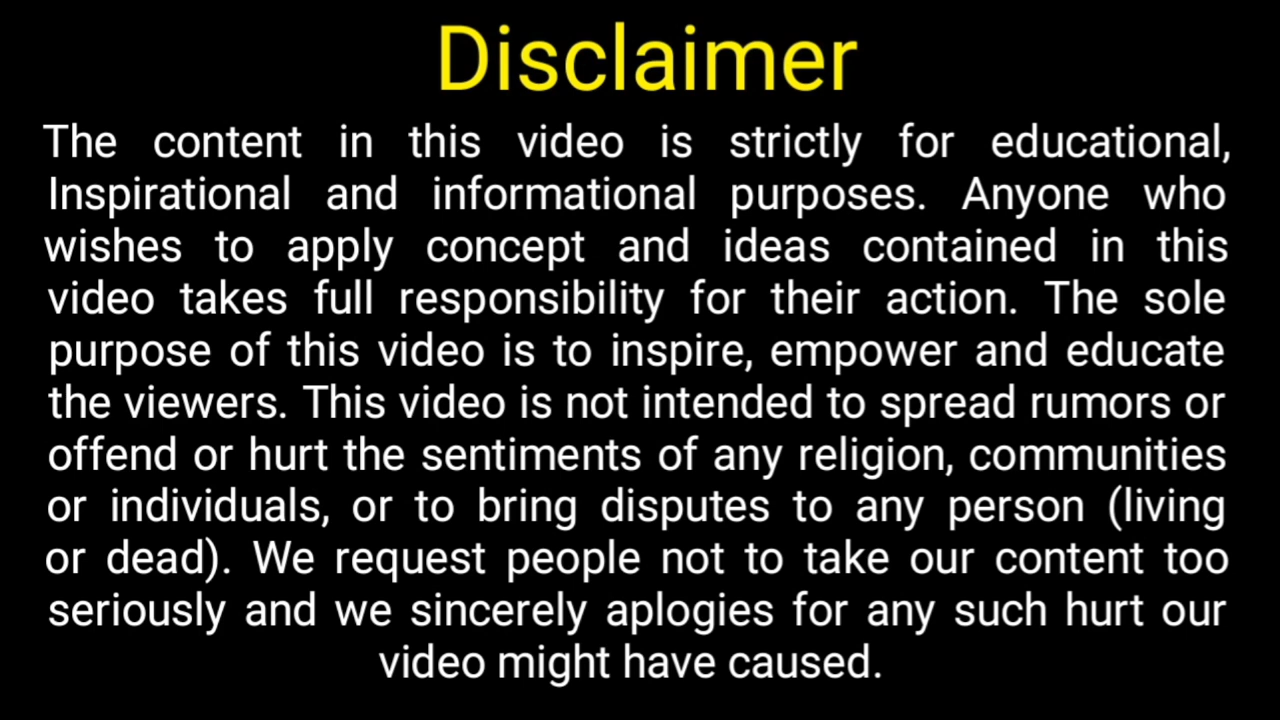 Disclaimer
The content in this video is strictly for educational,
Inspirational and informational purposes. Anyone who
wishes to apply concept and ideas contained in this
video takes full responsibility for their action. The sole
purpose of this video is to inspire, empower and educate
the viewers. This video is not intended to spread rumors or
offend or hurt the sentiments of any religion, communities
or individuals, or to bring disputes to any person (living
or dead). We request people not to take our content too
seriously and we sincerely aplogies for any such hurt our
video might have caused.